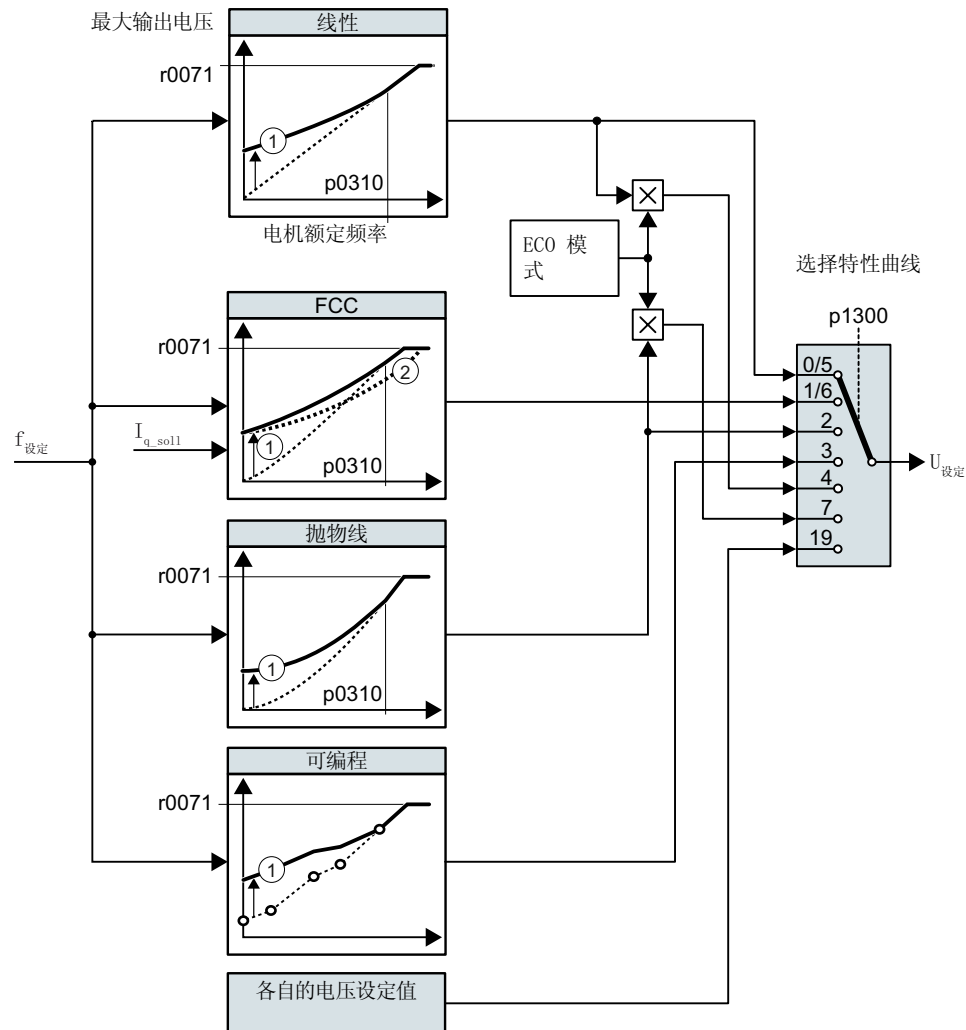 最大输出电压
线性
r0071
1
p0310
电机额定频率
ECO 模
式
选择特性曲线
p1300
FCC
r0071
2
1
p0310
f设定
I_q_soll
0/5
1/6
2
3
4
7
19
U设定
抛物线
r0071
1
p0310
可编程
r0071
1
各自的电压设定值